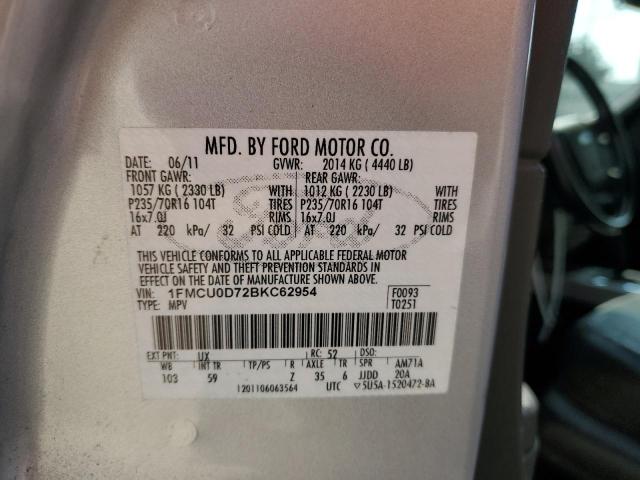 MFD. BY FORD MOTOR CO.
DATE: 06/11 GVWR: 2014 KG ( 4440 LB)
FRONT GAWR: REAR GAWR:
1057 KG ( 2330 LB) WITH 1012 KG ( 2230 LB) WITH
P235/70R16 104T TIRES P235/70R16 104T TIRES
16x7.0J RIMS 16x7.0J RIMS
AT 220 kPa/ 32 PSI COLD AT 220 kPa/ 32 PSI COLD
Ford
THIS VEHICLE CONFORMS TO ALL APPLICABLE FEDERAL MOTOR
VEHICLE SAFETY AND THEFT PREVENTION STANDARDS IN
EFFECT ON THE DATE OF MANUFACTURE SHOWN ABOVE.
VIN: 1FMCU0D72BKC62954 F0093
TYPE: MPV T0251
EXT PNT: UX RC: 52 DSO:
WB INT TR TP/PS R AXLE TR SPR AM71A
103 59 Z 35 6 JJDD 20A
1201106063564 UTC 5U5A-1520472-BA